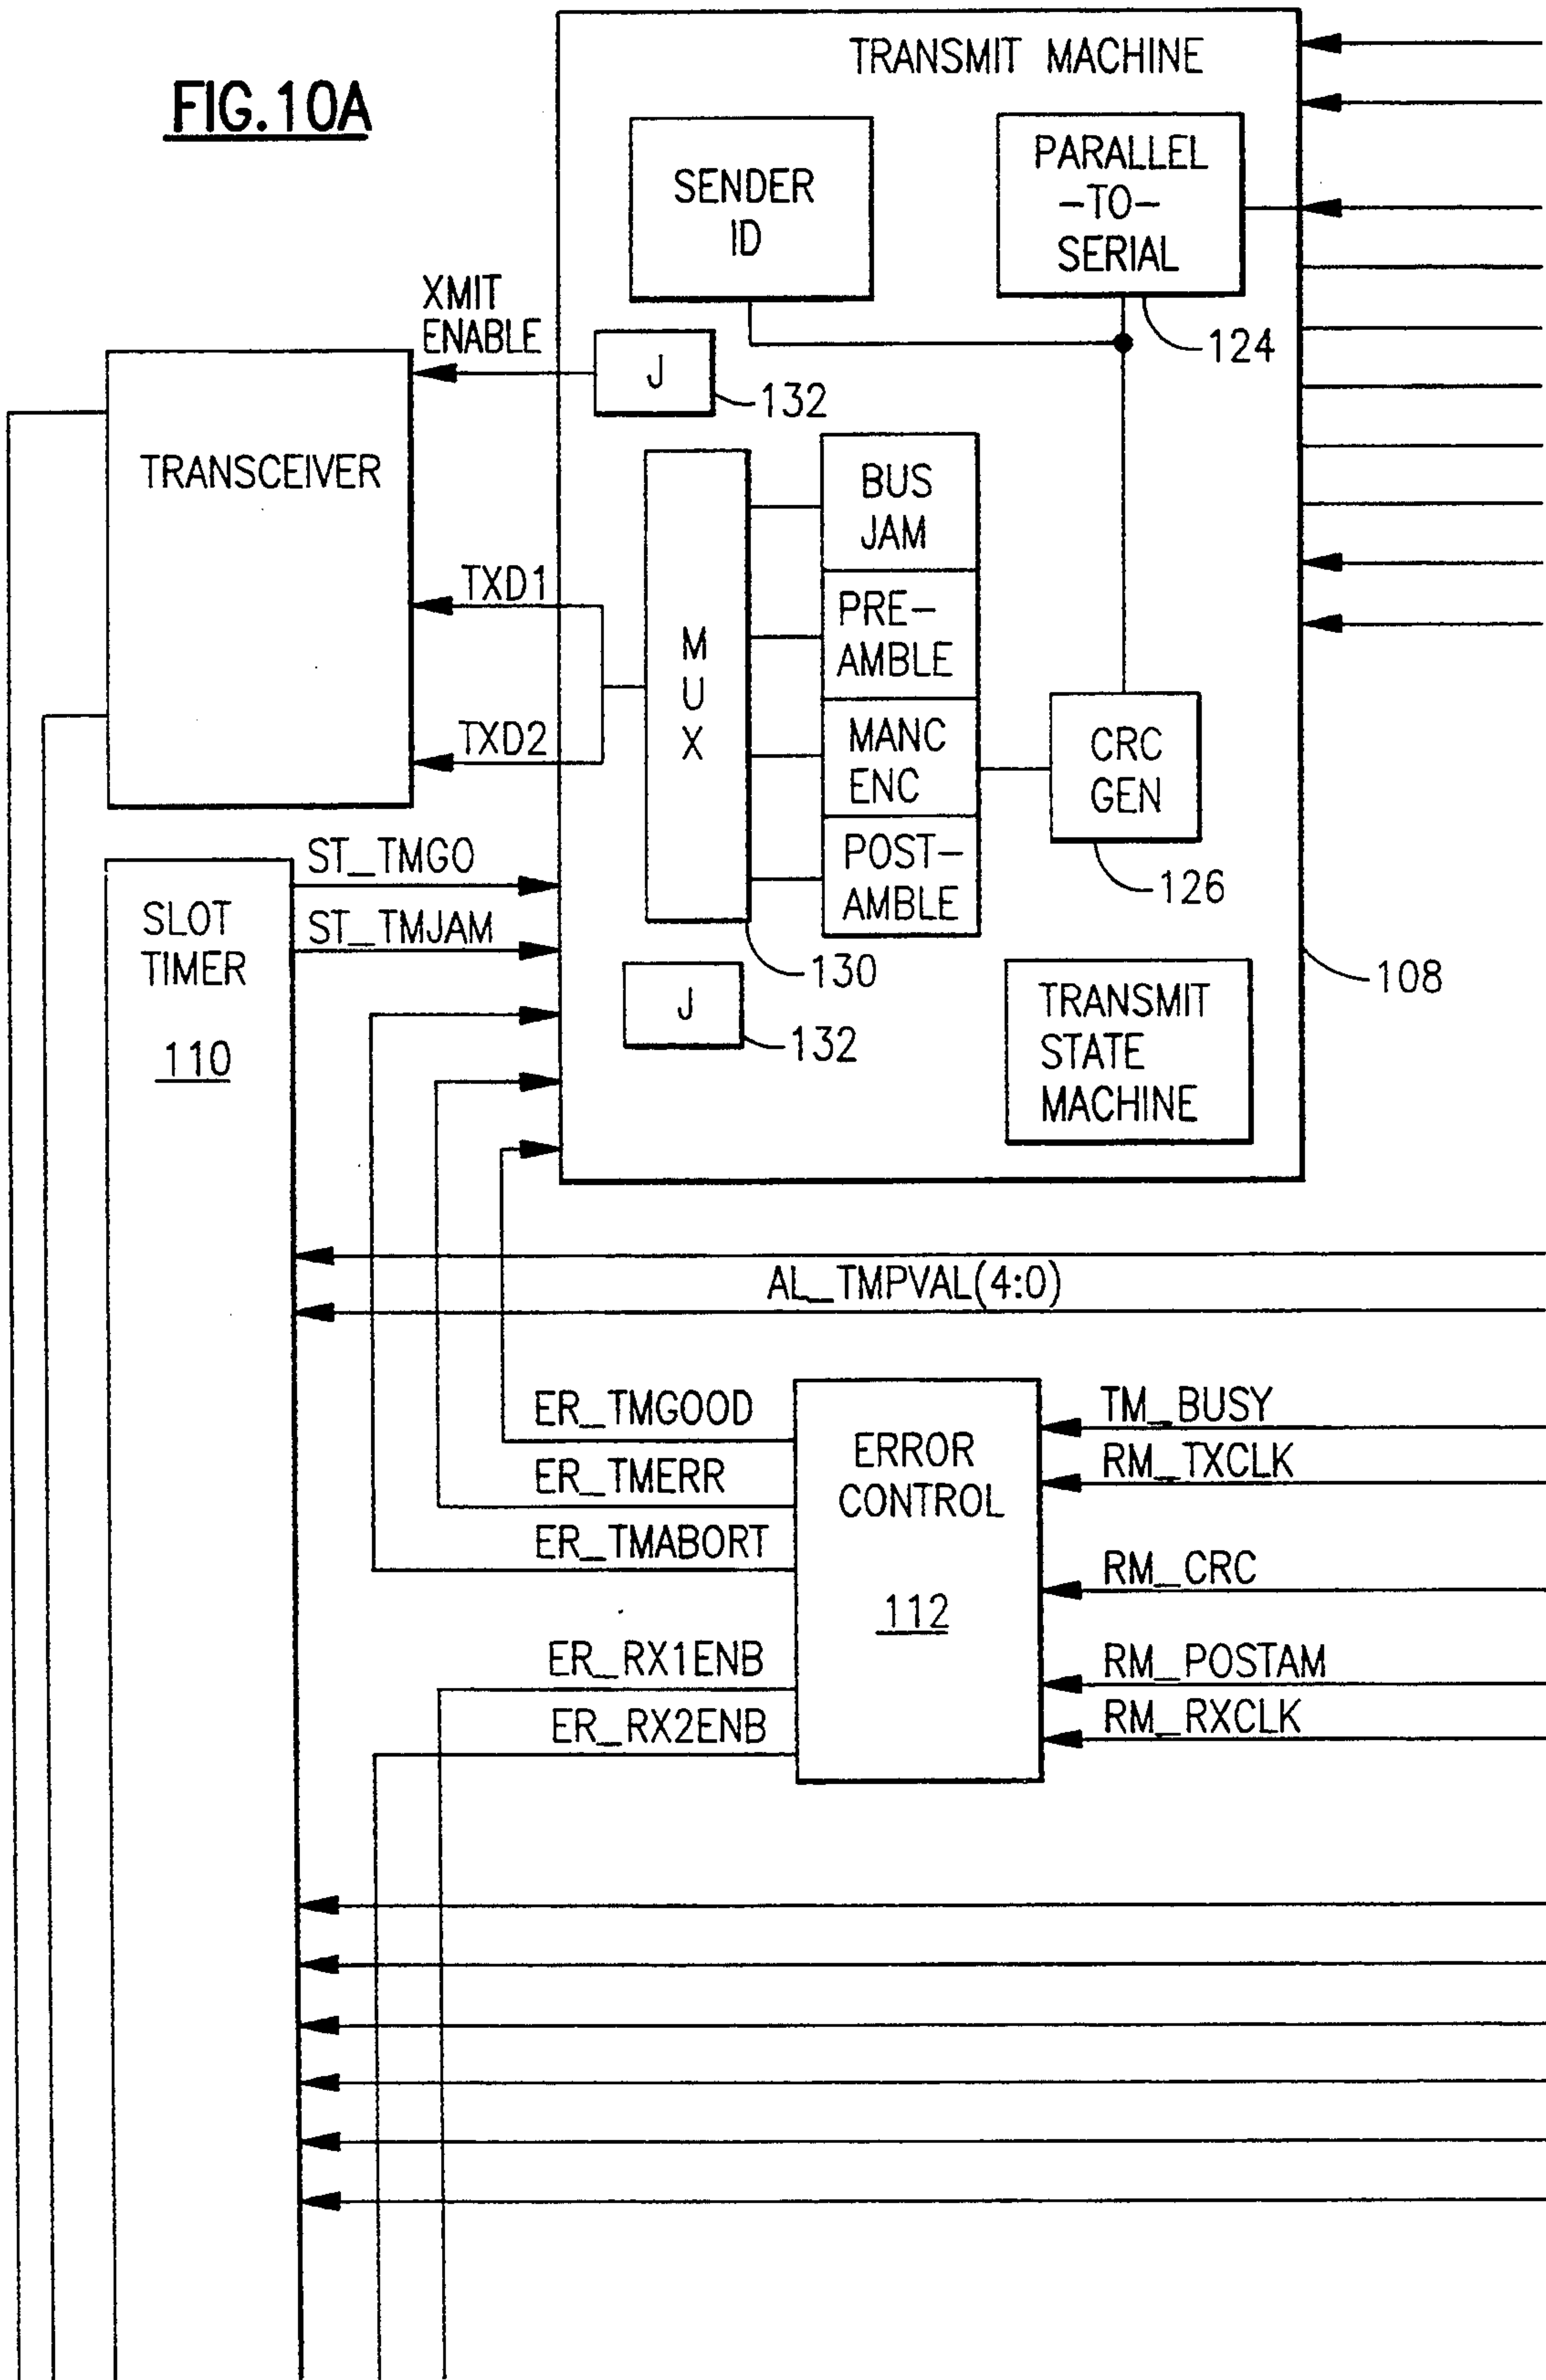 FIG.10A
TRANSMIT MACHINE
SENDER
ID
PARALLEL
-TO-
SERIAL
124
XMIT
ENABLE
J
132
TRANSCEIVER
TXD1
TXD2
M
U
X
BUS
JAM
PRE-
AMBLE
MANC
ENC
POST-
AMBLE
CRC
GEN
126
130
J
132
TRANSMIT
STATE
MACHINE
108
SLOT
TIMER
110
ST_TMGO
ST_TMJAM
AL_TMPVAL(4:0)
ER_TMGOOD
ER_TMERR
ER_TMABORT
ER_RX1ENB
ER_RX2ENB
ERROR
CONTROL
112
TM_BUSY
RM_TXCLK
RM_CRC
RM_POSTAM
RM_RXCLK